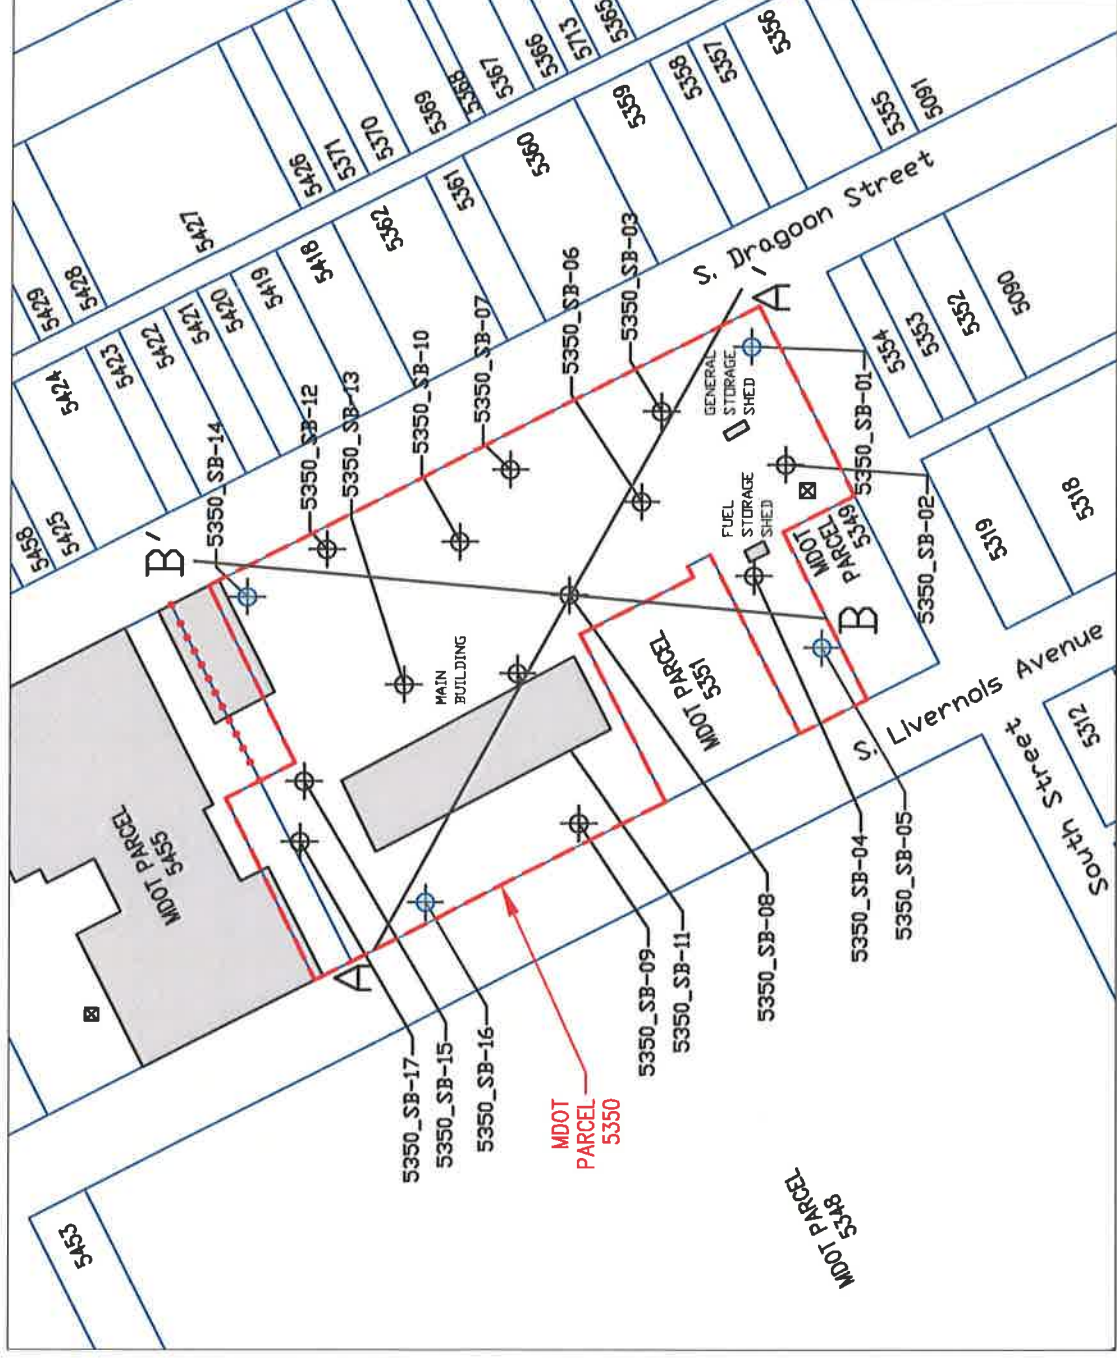 5429
5428
5427
5426
5371
5370
5369
5368
5367
5366
5713
5365
5424
5423
5422
5421
5420
5419
5418
5362
5361
5360
5359
5358
5357
5356
5355
5091
5458
5425
B'
5350_SB-14
5350_SB-12
5350_SB-13
5350_SB-10
5350_SB-07
5350_SB-06
5350_SB-03
S. Dragoon Street
A'
GENERAL
STORAGE
SHED
5350_SB-01
5354
5353
5352
5090
FUEL
STORAGE
SHED
5350_SB-02
MDOT
PARCEL
5349
5319
5318
B
MAIN
BUILDING
MDOT PARCEL
5351
MDOT PARCEL
5455
S. Livernois Avenue
South Street
5312
A
5350_SB-17
5350_SB-15
5350_SB-16
5350_SB-09
5350_SB-11
5350_SB-08
5350_SB-04
5350_SB-05
MDOT
PARCEL
5350
5453
MDOT PARCEL
5348